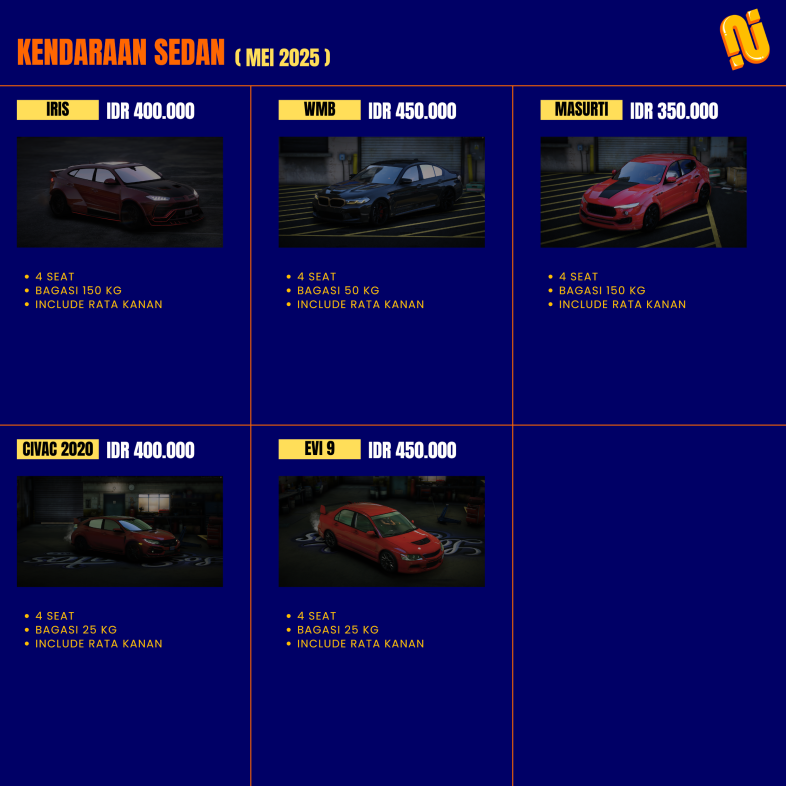 KENDARAAN SEDAN ( MEI 2025 )
IRIS IDR 400.000
4 SEAT
BAGASI 150 KG
INCLUDE RATA KANAN
WMB IDR 450.000
4 SEAT
BAGASI 50 KG
INCLUDE RATA KANAN
MASURTI IDR 350.000
4 SEAT
BAGASI 150 KG
INCLUDE RATA KANAN
CIVAC 2020 IDR 400.000
4 SEAT
BAGASI 25 KG
INCLUDE RATA KANAN
EVI 9 IDR 450.000
4 SEAT
BAGASI 25 KG
INCLUDE RATA KANAN